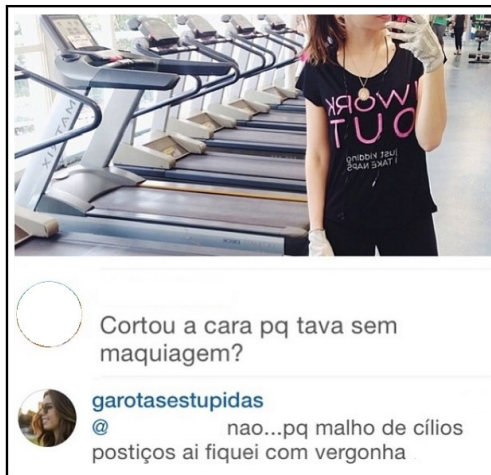 MATRIX
I WORK
OUT
just kidding
I TAKE NAPS
Cortou a cara pq tava sem
maquiagem?
garotasestupidas
@ nao...pq malho de cílios
postiços ai fiquei com vergonha